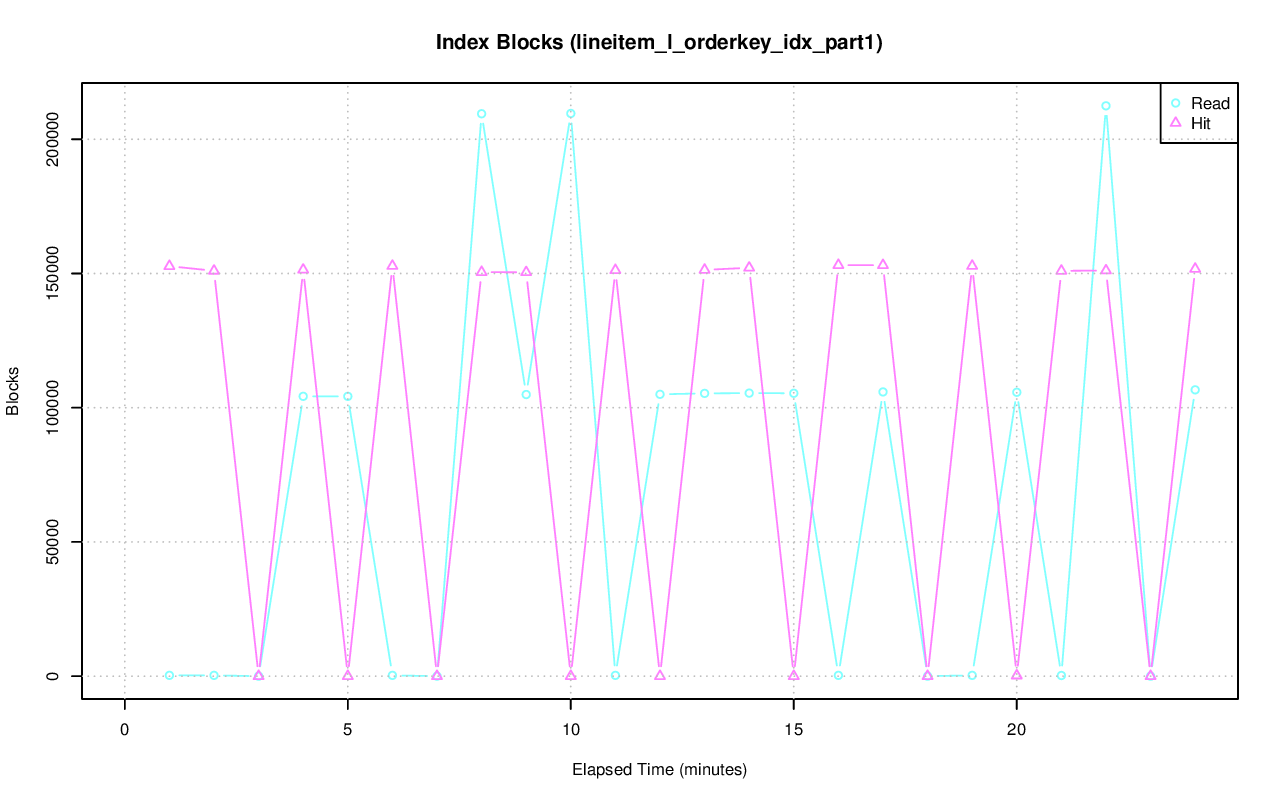 Index Blocks (lineitem_l_orderkey_idx_part1)
Read
Hit
Blocks
200000
150000
100000
50000
0
0 5 10 15 20
Elapsed Time (minutes)